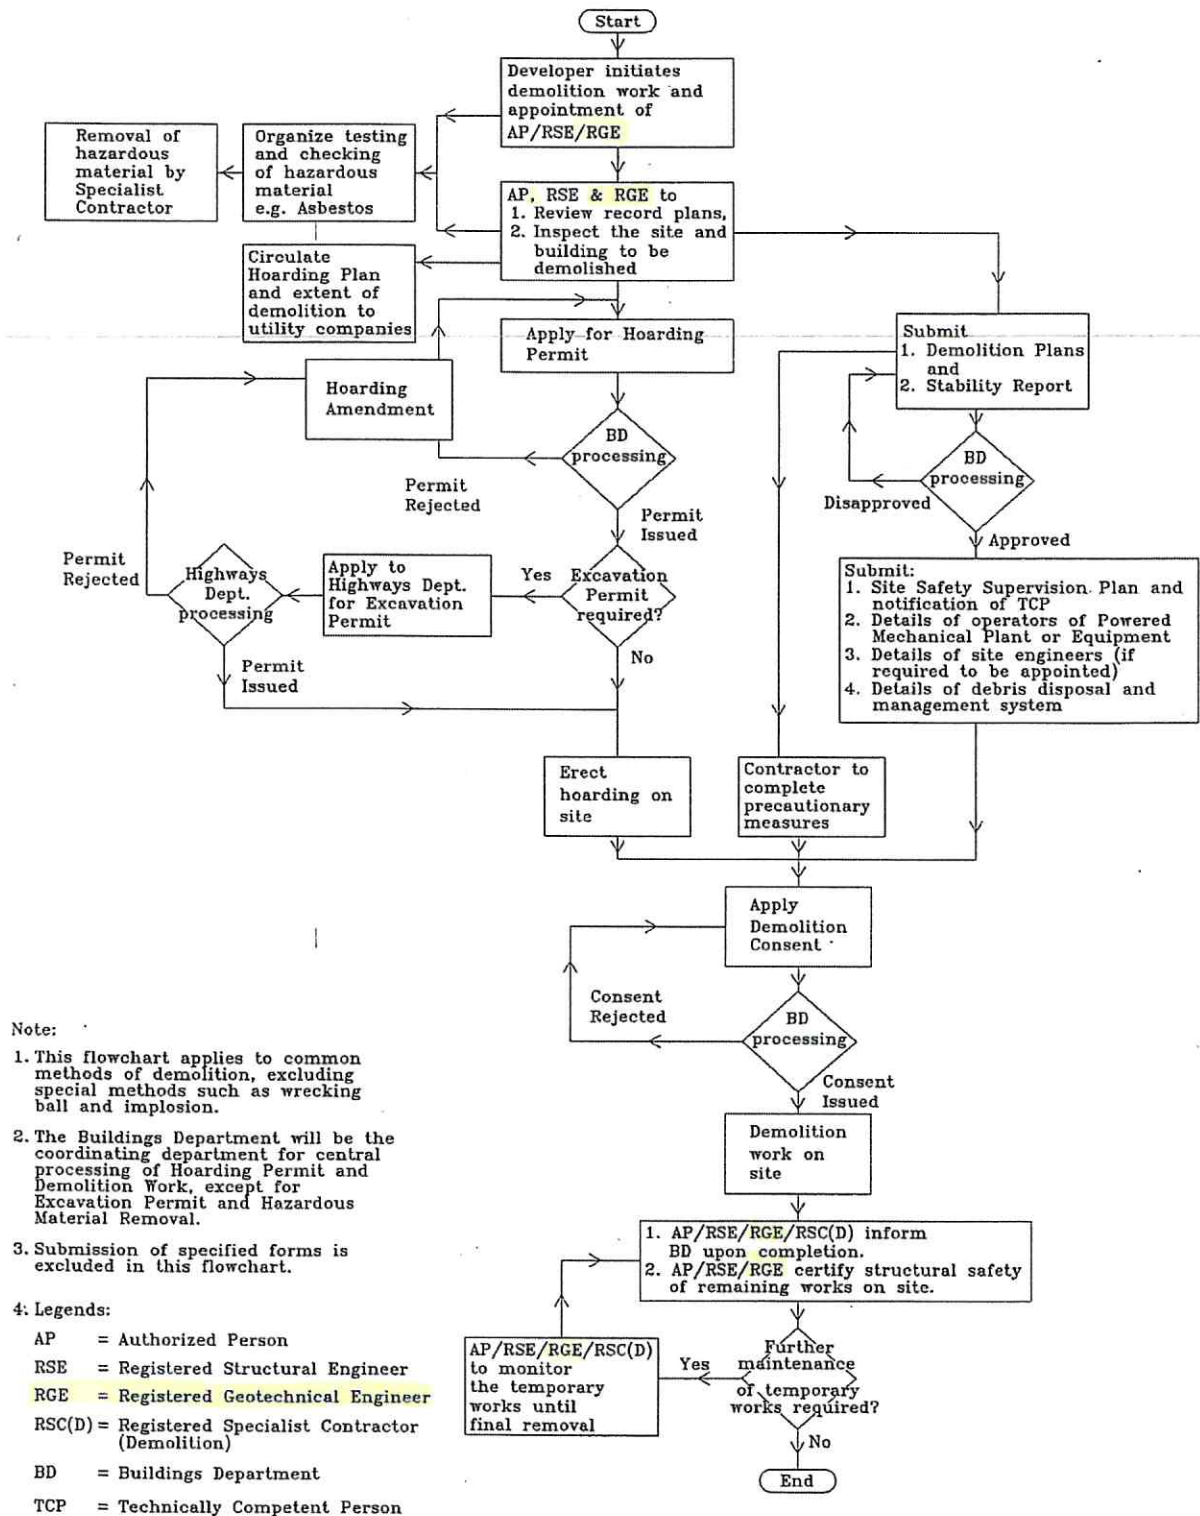 Start
Developer initiates
demolition work and
appointment of
AP/RSE/RGE
Removal of
hazardous
material by
Specialist
Contractor
Organize testing
and checking
of hazardous
material
e.g. Asbestos
AP, RSE & RGE to
1. Review record plans,
2. Inspect the site and
building to be
demolished
Circulate
Hoarding Plan
and extent of
demolition to
utility companies
Apply for Hoarding
Permit
Submit
1. Demolition Plans
and
2. Stability Report
Hoarding
Amendment
BD
processing
Permit
Rejected
Permit
Issued
BD
processing
Disapproved
Approved
Permit
Rejected
Highways
Dept.
processing
Apply to
Highways Dept.
for Excavation
Permit
Yes
Excavation
Permit
required?
No
Permit
Issued
Submit:
1. Site Safety Supervision Plan and
notification of TCP
2. Details of operators of Powered
Mechanical Plant or Equipment
3. Details of site engineers (if
required to be appointed)
4. Details of debris disposal and
management system
Erect
hoarding on
site
Contractor to
complete
precautionary
measures
Apply
Demolition
Consent
Consent
Rejected
BD
processing
Consent
Issued
Demolition
work on
site
1. AP/RSE/RGE/RSC(D) inform
BD upon completion.
2. AP/RSE/RGE certify structural safety
of remaining works on site.
AP/RSE/RGE/RSC(D)
to monitor
the temporary
works until
final removal
Yes
Further
maintenance
of temporary
works required?
No
End
Note:
1. This flowchart applies to common
methods of demolition, excluding
special methods such as wrecking
ball and implosion.
2. The Buildings Department will be the
coordinating department for central
processing of Hoarding Permit and
Demolition Work, except for
Excavation Permit and Hazardous
Material Removal.
3. Submission of specified forms is
excluded in this flowchart.
4. Legends:
AP = Authorized Person
RSE = Registered Structural Engineer
RGE = Registered Geotechnical Engineer
RSC(D) = Registered Specialist Contractor
(Demolition)
BD = Buildings Department
TCP = Technically Competent Person